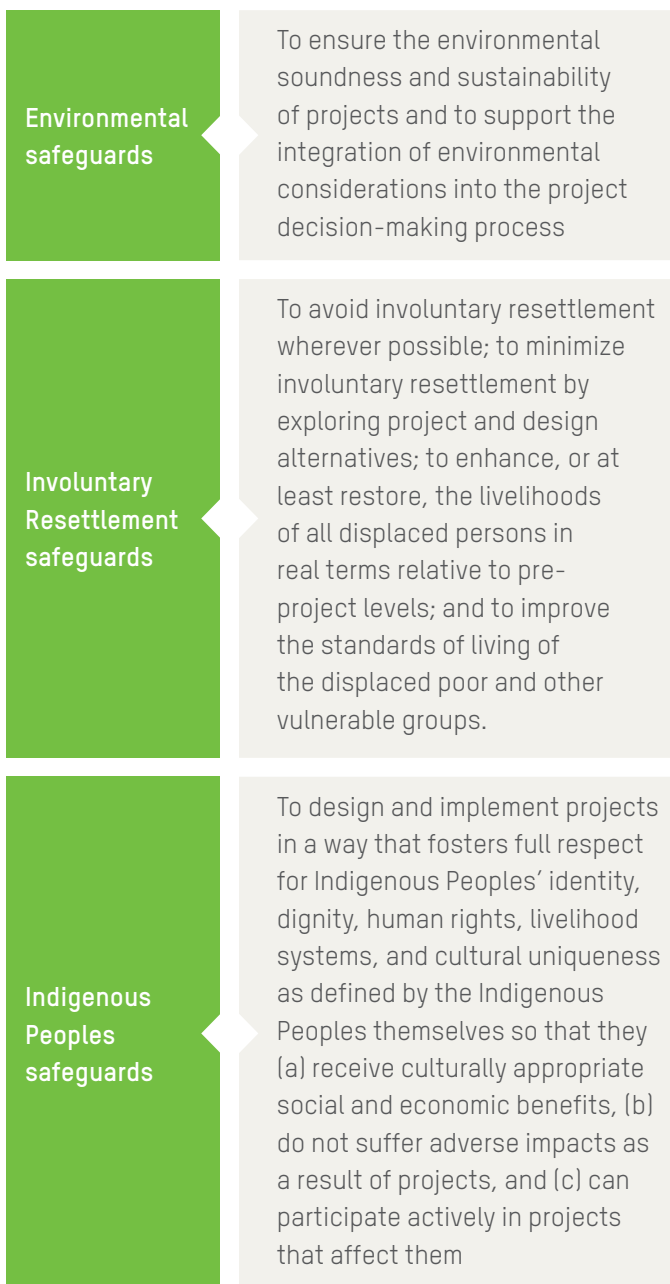 Environmental
safeguards
To ensure the environmental
soundness and sustainability
of projects and to support the
integration of environmental
considerations into the project
decision-making process
Involuntary
Resettlement
safeguards
To avoid involuntary resettlement
wherever possible; to minimize
involuntary resettlement by
exploring project and design
alternatives; to enhance, or at
least restore, the livelihoods
of all displaced persons in
real terms relative to pre-
project levels; and to improve
the standards of living of
the displaced poor and other
vulnerable groups.
Indigenous
Peoples
safeguards
To design and implement projects
in a way that fosters full respect
for Indigenous Peoples’ identity,
dignity, human rights, livelihood
systems, and cultural uniqueness
as defined by the Indigenous
Peoples themselves so that they
(a) receive culturally appropriate
social and economic benefits, (b)
do not suffer adverse impacts as
a result of projects, and (c) can
participate actively in projects
that affect them